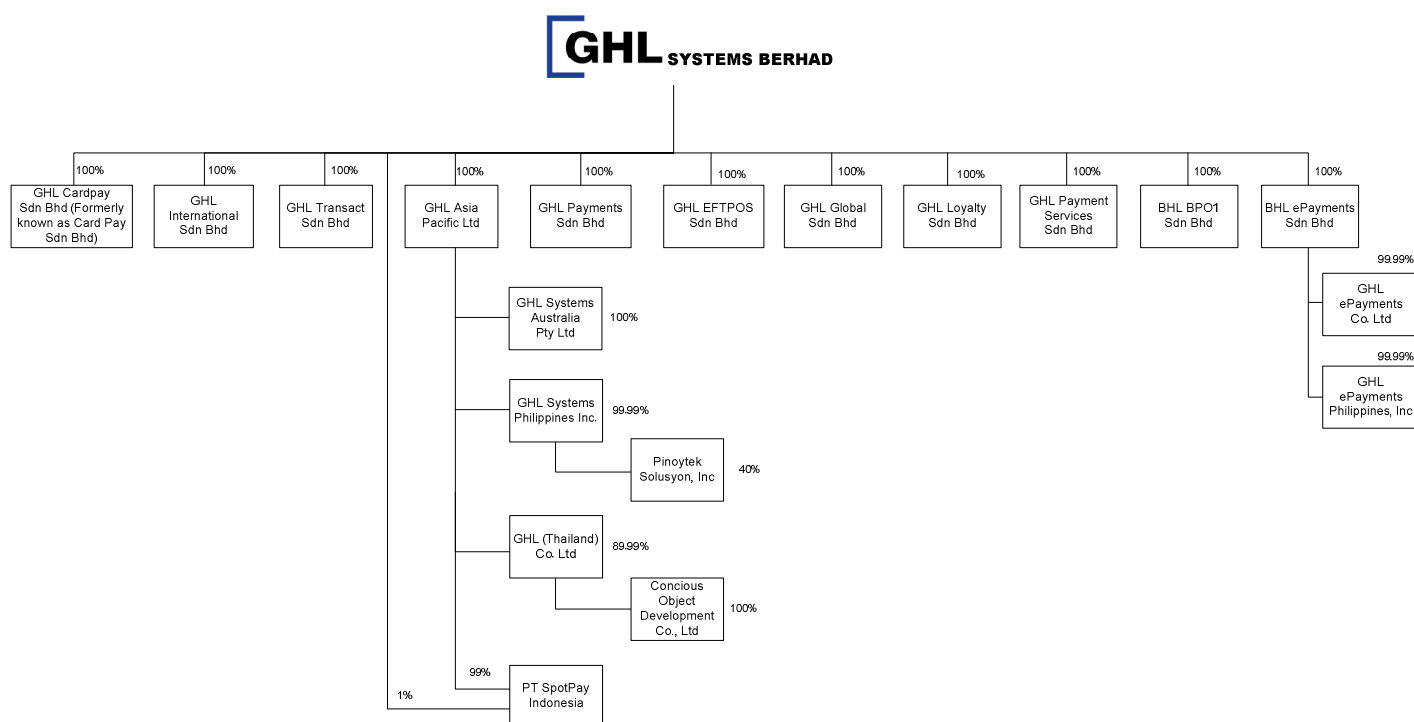 GHL SYSTEMS BERHAD
100%
100%
100%
100%
100%
100%
100%
100%
100%
100%
100%
GHL Cardpay
Sdn Bhd (Formerly
known as Card Pay
Sdn Bhd)
GHL
International
Sdn Bhd
GHL Transact
Sdn Bhd
GHL Asia
Pacific Ltd
GHL Payments
Sdn Bhd
GHL EFTPOS
Sdn Bhd
GHL Global
Sdn Bhd
GHL Loyalty
Sdn Bhd
GHL Payment
Services
Sdn Bhd
BHL BPO1
Sdn Bhd
BHL ePayments
Sdn Bhd
99.99%
GHL
ePayments
Co. Ltd
99.99%
GHL
ePayments
Philippines, Inc
GHL Systems
Australia
Pty Ltd
100%
GHL Systems
Philippines Inc.
99.99%
Pinoytek
Solusyon, Inc
40%
GHL (Thailand)
Co. Ltd
89.99%
Concious
Object
Development
Co., Ltd
100%
99%
PT SpotPay
Indonesia
1%